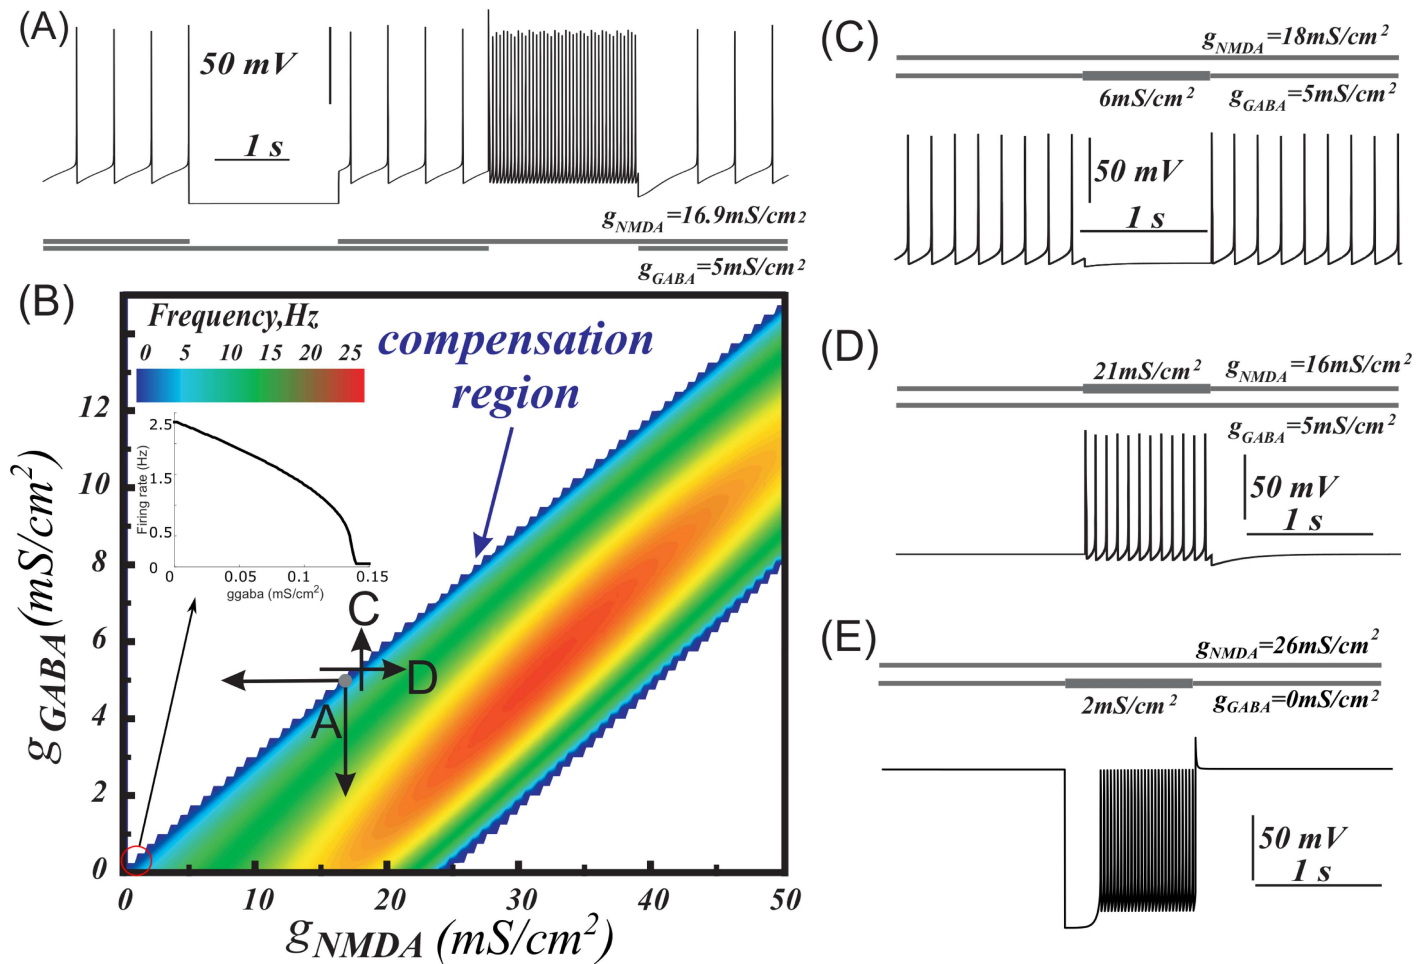 (A)
50 mV
1 s
gNMDA=16.9mS/cm2
gGABA=5mS/cm2
(B)
Frequency,Hz
0 5 10 15 20 25
compensation
region
2.5
1.5
0.5
0
Firing rate (Hz)
0 0.05 0.1 0.15
ggaba (mS/cm2)
12
10
8
6
4
2
0
gGABA (mS/cm2)
C
D
A
0 10 20 30 40 50
gNMDA (mS/cm2)
(C)
gNMDA=18mS/cm2
6mS/cm2 gGABA=5mS/cm2
50 mV
1 s
(D)
21mS/cm2 gNMDA=16mS/cm2
gGABA=5mS/cm2
50 mV
1 s
(E)
gNMDA=26mS/cm2
2mS/cm2 gGABA=0mS/cm2
50 mV
1 s